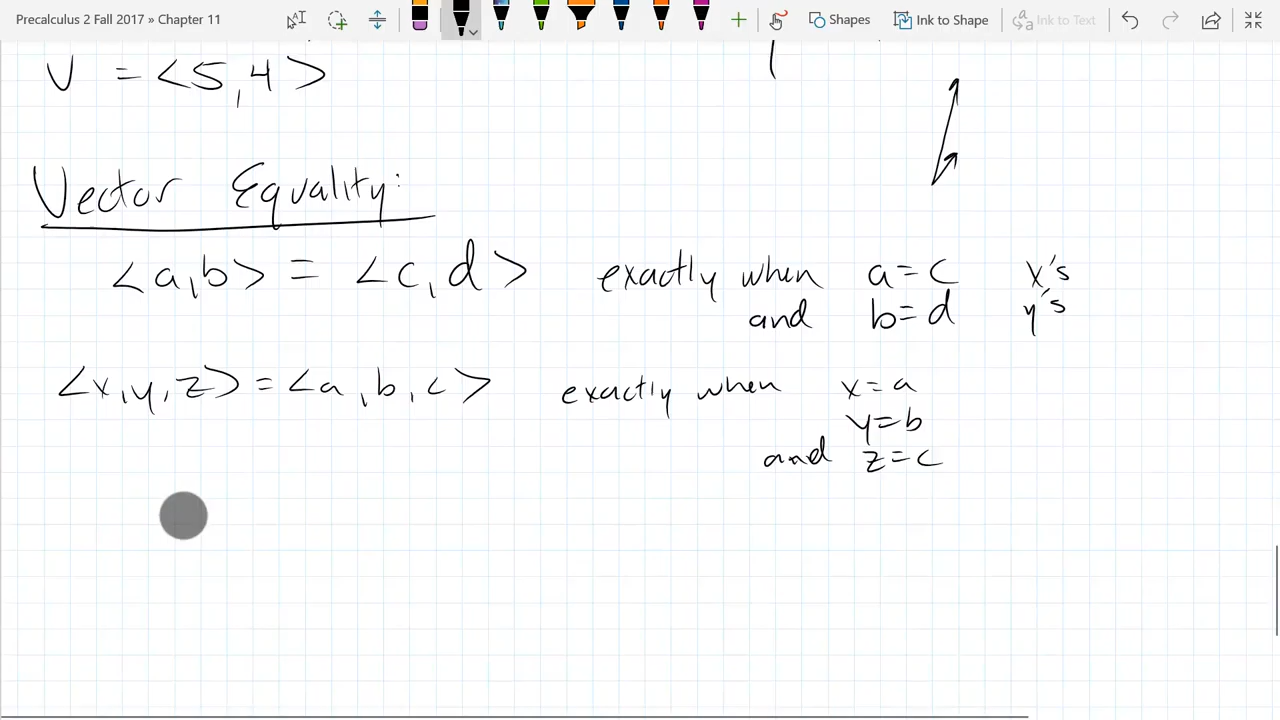 Precalculus 2 Fall 2017 » Chapter 11
Shapes
Ink to Shape
Ink to Text
V = <5,4>
Vector Equality:
<a,b> = <c,d> exactly when a=c x's
and b=d y's
<x,y,z> = <a,b,c> exactly when x=a
y=b
and z=c